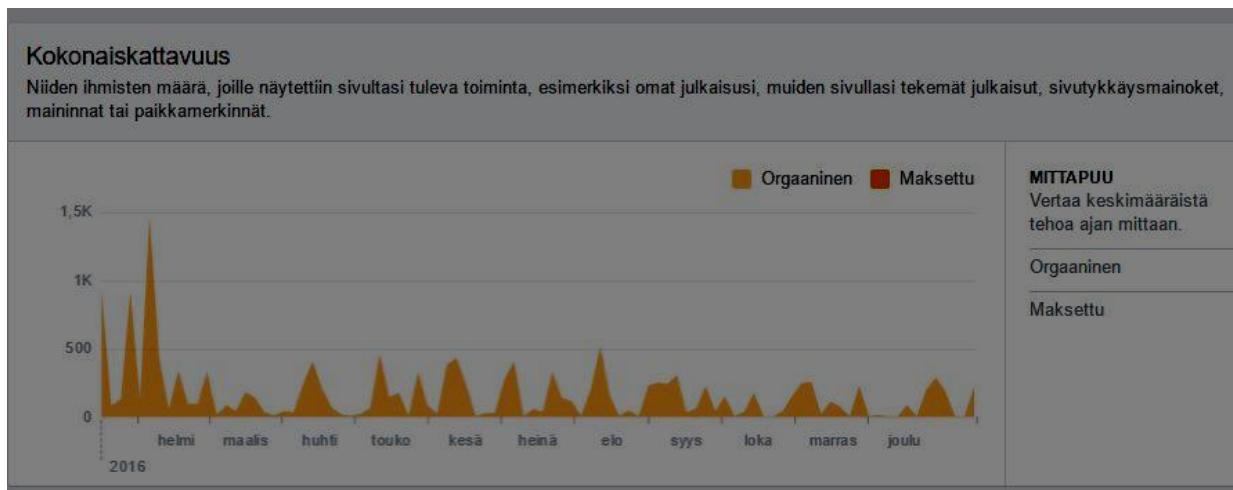 Kokonaiskattavuus
Niiden ihmisten määrä, joille näytettiin sivultasi tuleva toiminta, esimerkiksi omat julkaisusi, muiden sivullasi tekemät julkaisut, sivutykkäysmainoket,
maininnat tai paikkamerkinnät.
Orgaaninen Maksettu
MITTAPUU
Vertaa keskimääräistä
tehoa ajan mittaan.
Orgaaninen
Maksettu
1,5K
1K
500
0
helmi maalis huhti touko kesä heinä elo syys loka marras joulu
2016